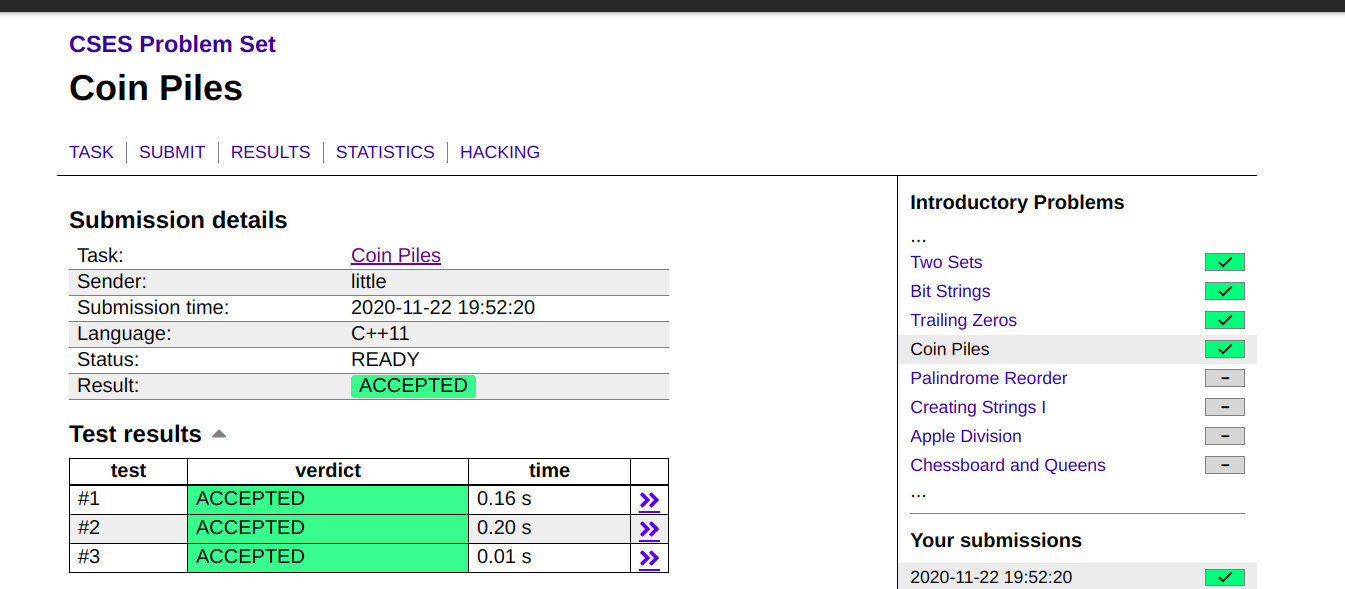 CSES Problem Set
Coin Piles
TASK | SUBMIT | RESULTS | STATISTICS | HACKING
Submission details
Task: Coin Piles
Sender: little
Submission time: 2020-11-22 19:52:20
Language: C++11
Status: READY
Result: ACCEPTED
Test results
test verdict time
#1 ACCEPTED 0.16 s >>
#2 ACCEPTED 0.20 s >>
#3 ACCEPTED 0.01 s >>
Introductory Problems
...
Two Sets
Bit Strings
Trailing Zeros
Coin Piles
Palindrome Reorder –
Creating Strings I –
Apple Division –
Chessboard and Queens –
...
Your submissions
2020-11-22 19:52:20